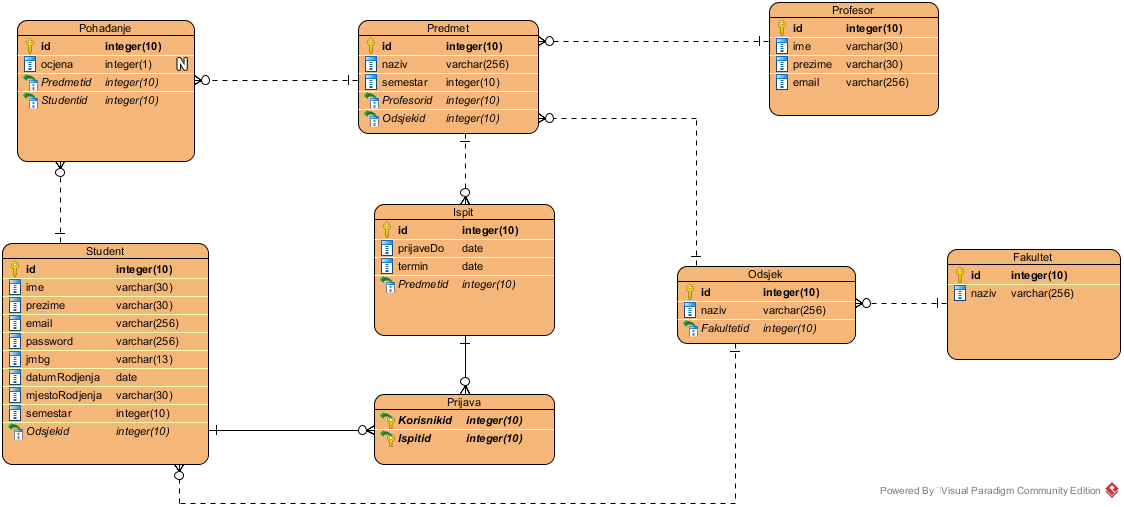 Pohađanje
id integer(10)
ocjena integer(1) N
Predmetid integer(10)
Studentid integer(10)
Predmet
id integer(10)
naziv varchar(256)
semestar integer(10)
Profesorid integer(10)
Odsjekid integer(10)
Profesor
id integer(10)
ime varchar(30)
prezime varchar(30)
email varchar(256)
Ispit
id integer(10)
prijaveDo date
termin date
Predmetid integer(10)
Student
id integer(10)
ime varchar(30)
prezime varchar(30)
email varchar(256)
password varchar(256)
jmbg varchar(13)
datumRodjenja date
mjestoRodjenja varchar(30)
semestar integer(10)
Odsjekid integer(10)
Odsjek
id integer(10)
naziv varchar(256)
Fakultetid integer(10)
Fakultet
id integer(10)
naziv varchar(256)
Prijava
Korisnikid integer(10)
Ispitid integer(10)
Powered By Visual Paradigm Community Edition